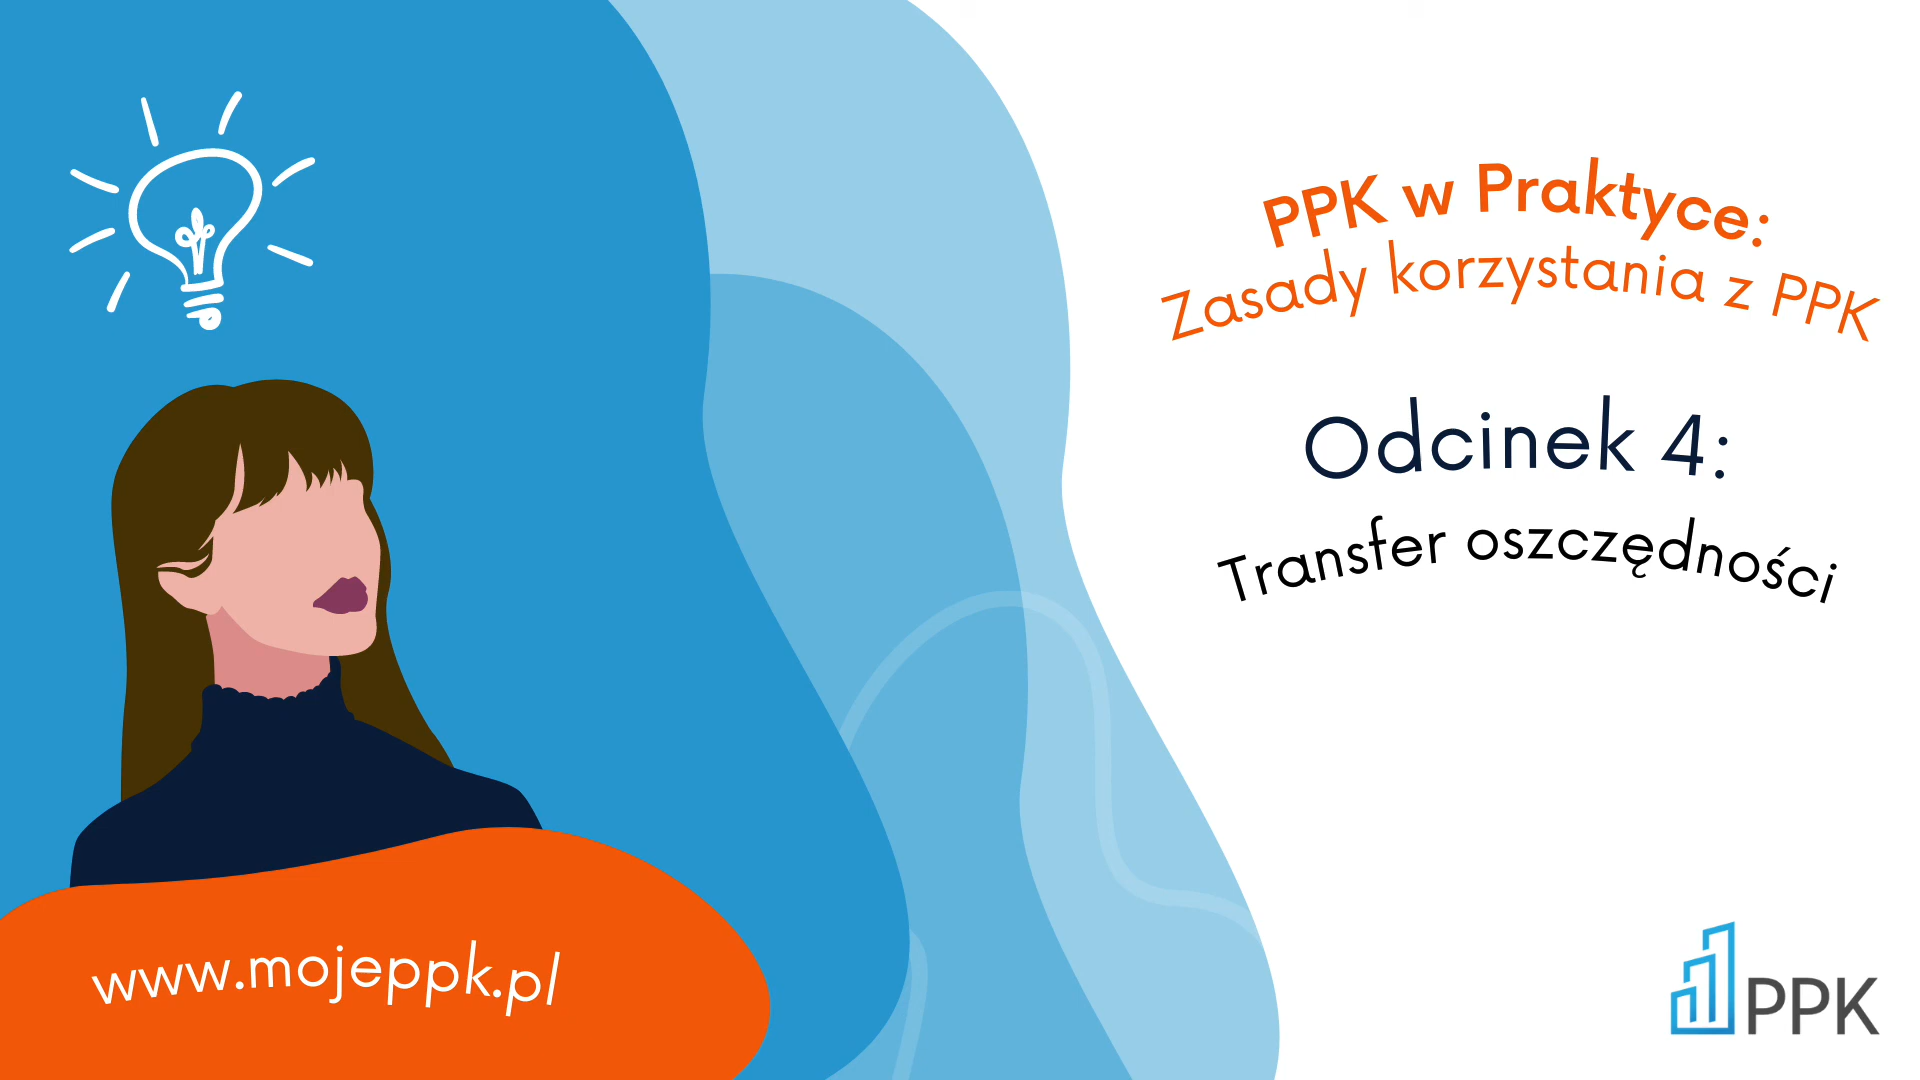 PPK w Praktyce:
Zasady korzystania z PPK
Odcinek 4:
Transfer oszczędności
www.mojeppk.pl
PPK